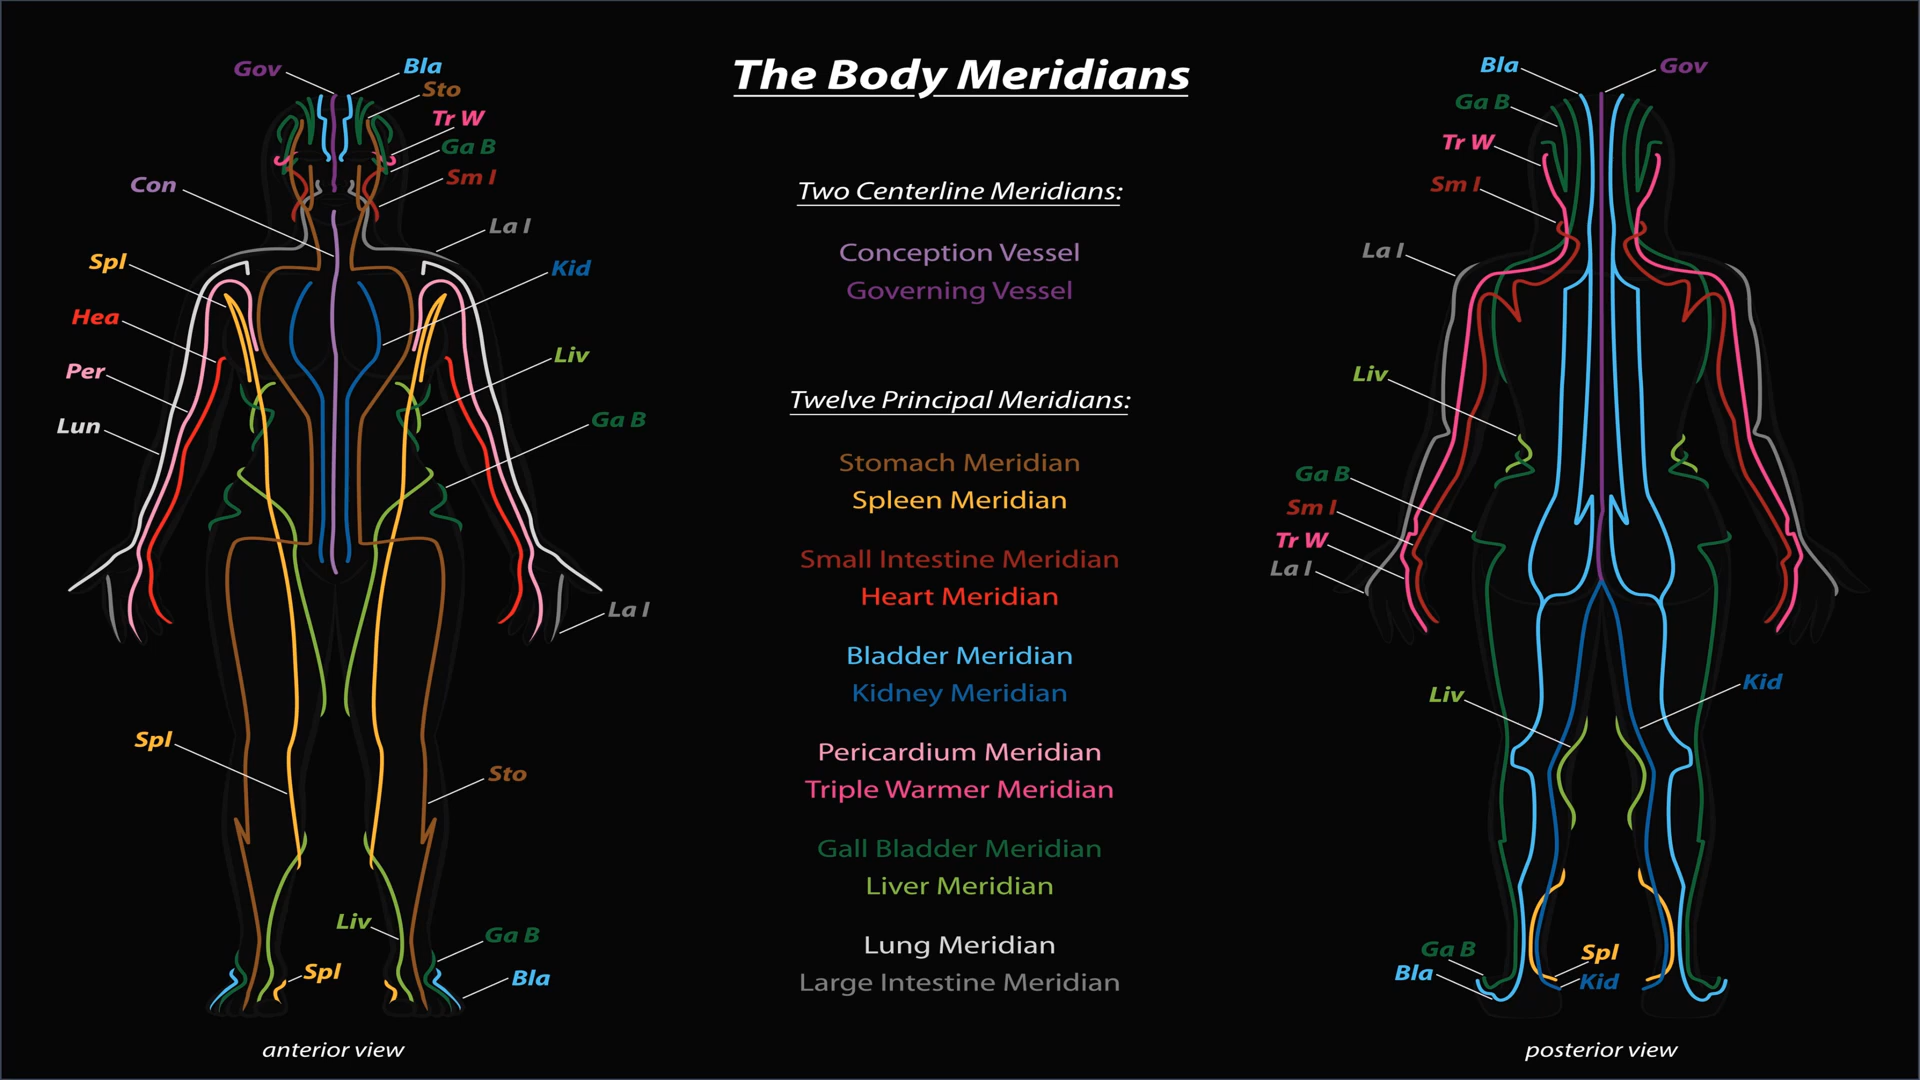 The Body Meridians
Gov
Bla
Sto
Tr W
Ga B
Sm I
Con
La I
Spl
Kid
Hea
Liv
Per
Ga B
Lun
La I
Spl
Sto
Liv
Ga B
Spl
Bla
anterior view
Two Centerline Meridians:
Conception Vessel
Governing Vessel
Twelve Principal Meridians:
Stomach Meridian
Spleen Meridian
Small Intestine Meridian
Heart Meridian
Bladder Meridian
Kidney Meridian
Pericardium Meridian
Triple Warmer Meridian
Gall Bladder Meridian
Liver Meridian
Lung Meridian
Large Intestine Meridian
Bla
Gov
Ga B
Tr W
Sm I
La I
Liv
Ga B
Sm I
Tr W
La I
Kid
Liv
Ga B
Spl
Bla
Kid
posterior view